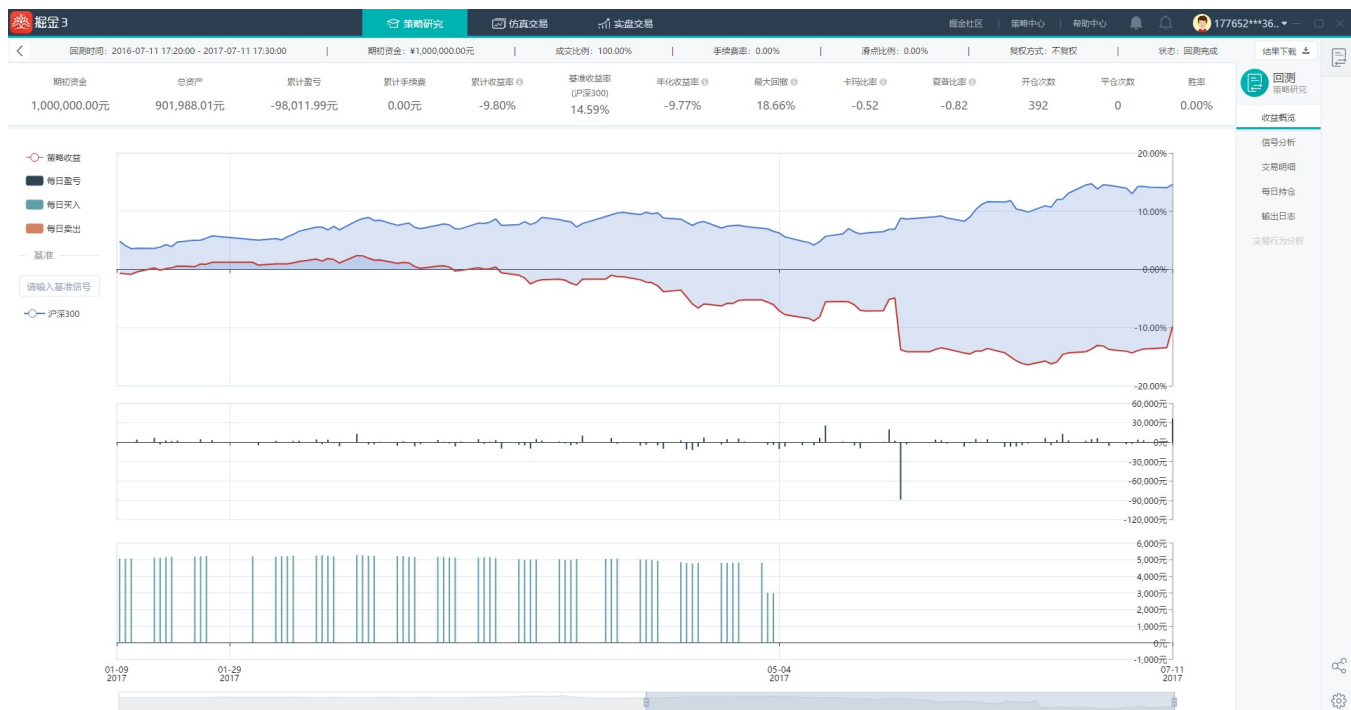 掘金3 策略研究 仿真交易 实盘交易 掘金社区 | 策略中心 | 帮助中心 177652***36..
回测时间: 2016-07-11 17:20:00 - 2017-07-11 17:30:00 | 期初资金: ¥1,000,000.00元 | 成交比例: 100.00% | 手续费率: 0.00% | 滑点比例: 0.00% | 复权方式: 不复权 | 状态: 回测完成 结果下载
期初资金 总资产 累计盈亏 累计手续费 累计收益率 基准收益率 年化收益率 最大回撤 卡玛比率 夏普比率 开仓次数 平仓次数 胜率
(沪深300)
1,000,000.00元 901,988.01元 -98,011.99元 0.00元 -9.80% 14.59% -9.77% 18.66% -0.52 -0.82 392 0 0.00%
回测
策略研究
收益概览
信号分析
交易明细
每日持仓
输出日志
交易行为分析
策略收益
每日盈亏
每日买入
每日卖出
基准
请输入基准信号
沪深300
20.00%
10.00%
0.00%
-10.00%
-20.00%
60,000元
30,000元
0元
-30,000元
-60,000元
-90,000元
-120,000元
6,000元
5,000元
4,000元
3,000元
2,000元
1,000元
0元
-1,000元
01-09 01-29 05-04 07-11
2017 2017 2017 2017